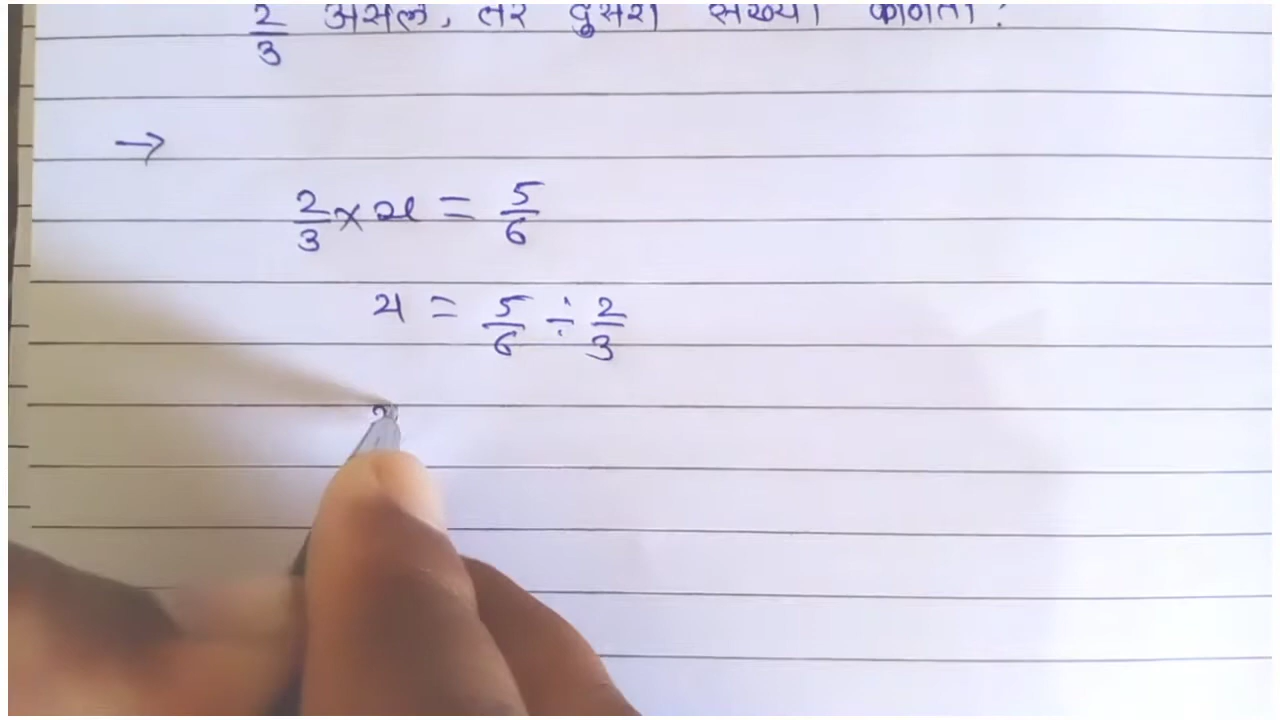 2/3 असेल, तर दुसरी संख्या कोणती?
→
2/3 × x = 5/6
x = 5/6 ÷ 2/3